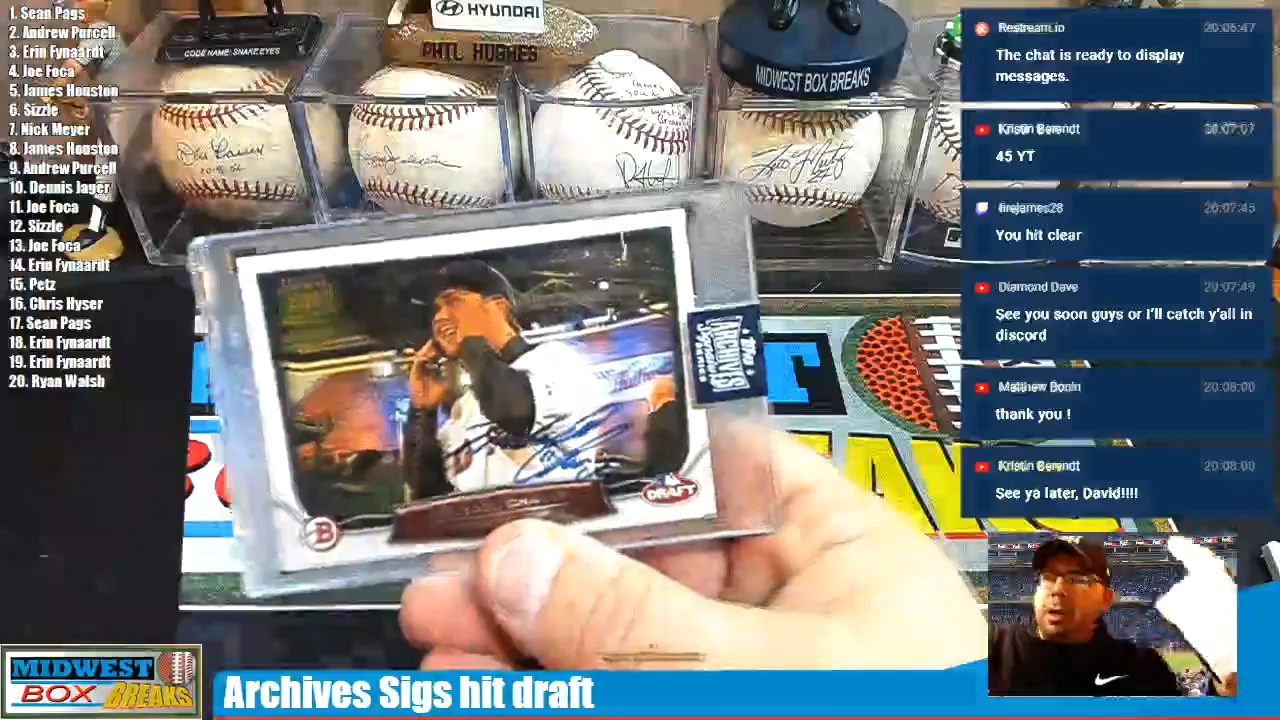 1. Sean Pags
2. Andrew Purcell
3. Erin Fynaardt
4. Joe Foca
5. James Houston
6. Sizzle
7. Nick Meyer
8. James Houston
9. Andrew Purcell
10. Dennis Jager
11. Joe Foca
12. Sizzle
13. Joe Foca
14. Erin Fynaardt
15. Petz
16. Chris Hyser
17. Sean Pags
18. Erin Fynaardt
19. Erin Fynaardt
20. Ryan Walsh
CODE NAME: SNAKE EYES
HYUNDAI
PHIL HUGHES
MIDWEST BOX BREAKS
Topps
ARCHIVES
Signature
B
DRAFT
Restream.io 20:06:47
The chat is ready to display
messages.
Kristin Berendt 20:07:07
45 YT
firejames28 20:07:45
You hit clear
Diamond Dave 20:07:49
See you soon guys or I'll catch y'all in
discord
Matthew Bonin 20:08:00
thank you !
Kristin Berendt 20:08:00
See ya later, David!!!!
MIDWEST
BOX BREAKS
Archives Sigs hit draft